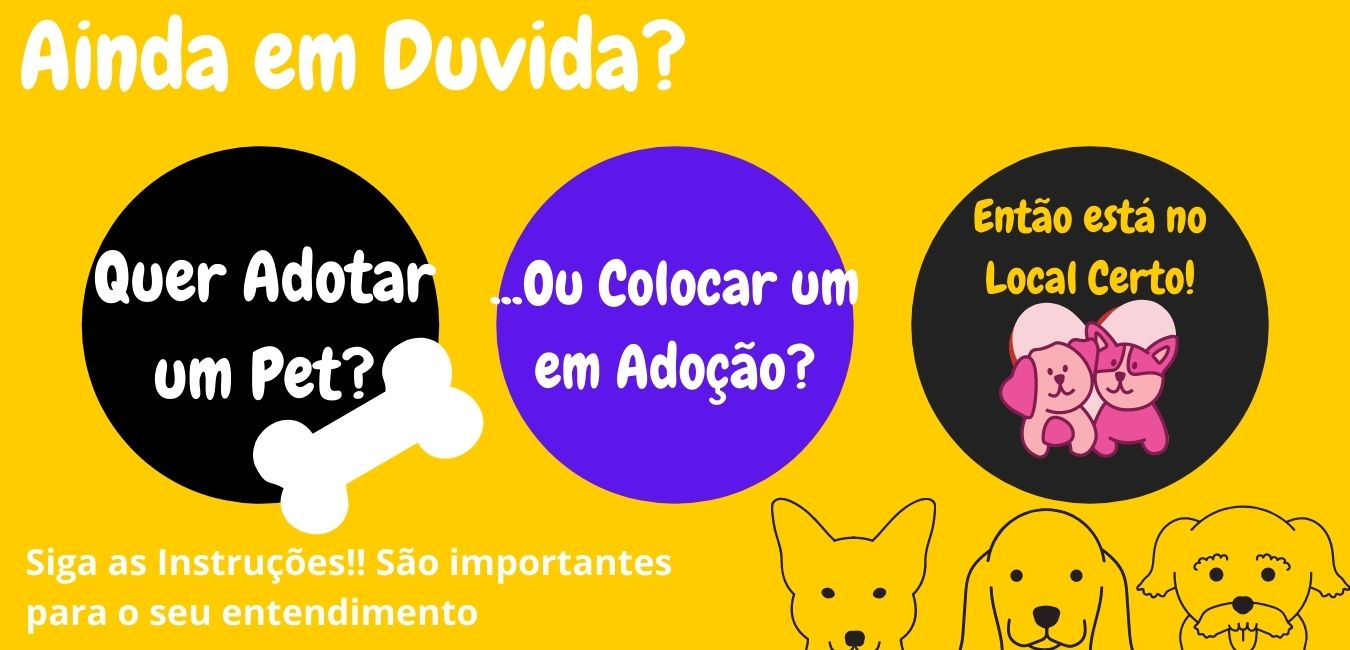 Ainda em Duvida?
Quer Adotar
um Pet?
...Ou Colocar um
em Adoção?
Então está no
Local Certo!
Siga as Instruções!! São importantes
para o seu entendimento